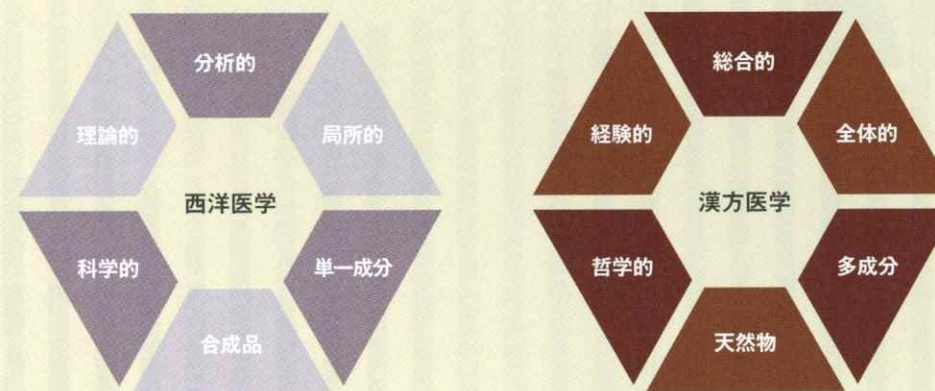 分析的
理論的
局所的
西洋医学
科学的
単一成分
合成品
総合的
経験的
全体的
漢方医学
哲学的
多成分
天然物